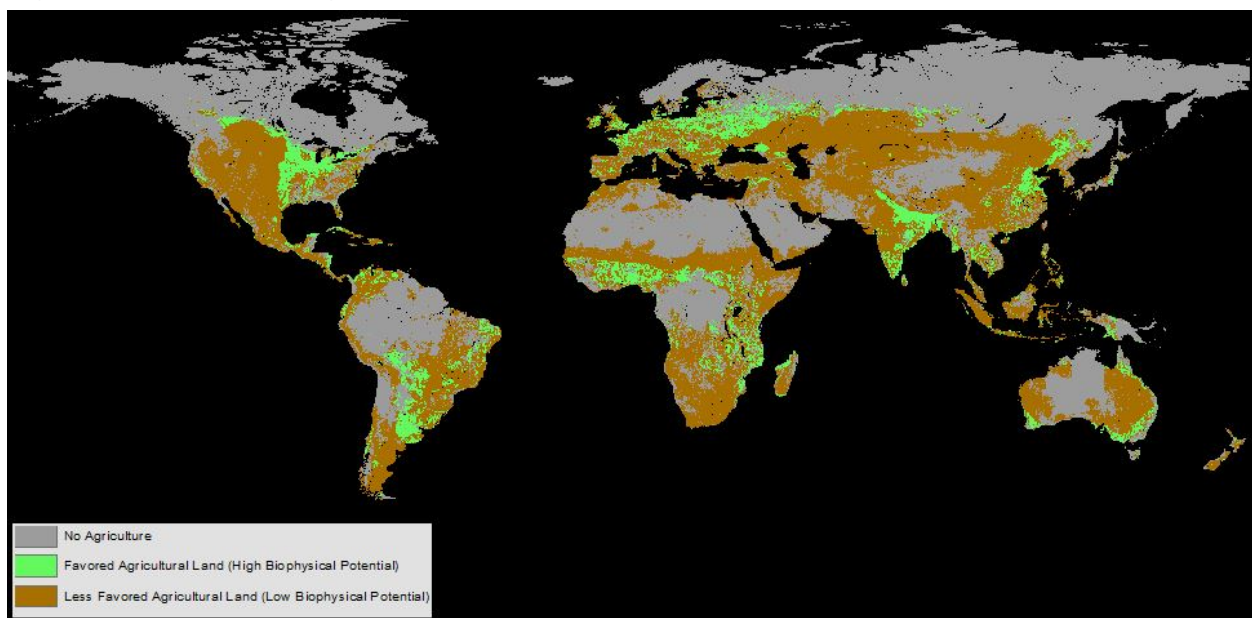 No Agriculture
Favored Agricultural Land (High Biophysical Potential)
Less Favored Agricultural Land (Low Biophysical Potential)